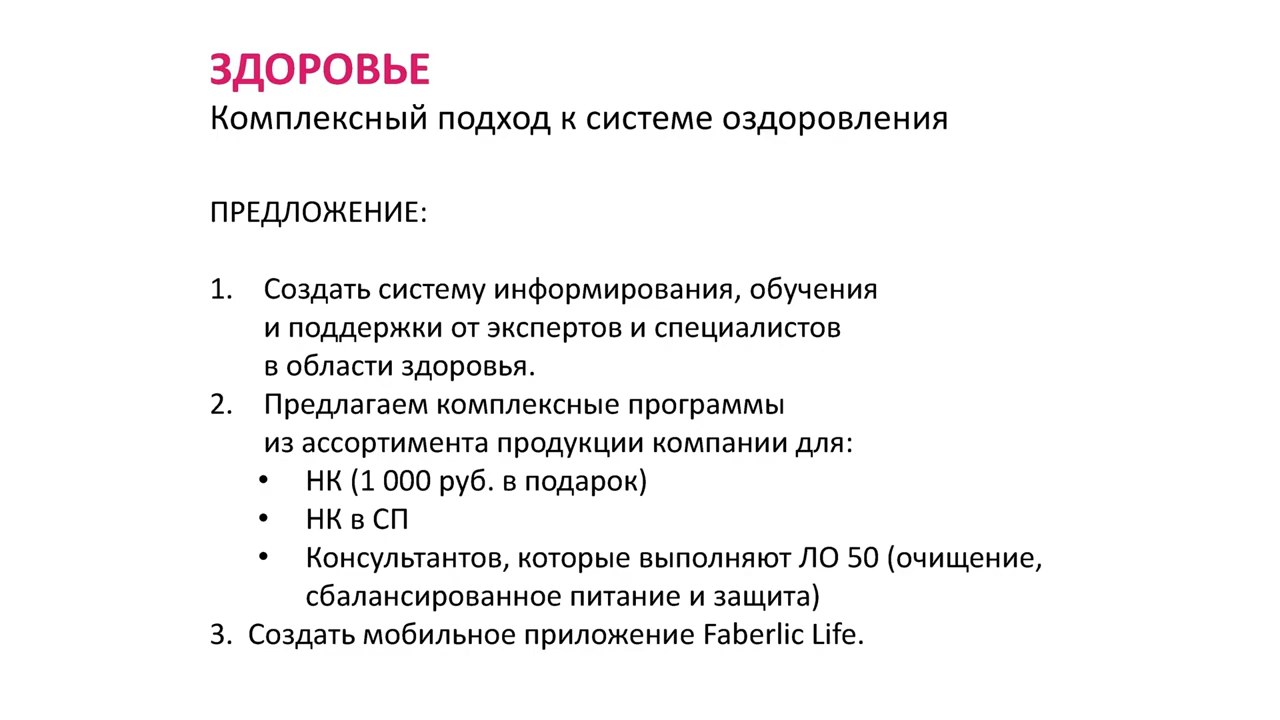 ЗДОРОВЬЕ
Комплексный подход к системе оздоровления
ПРЕДЛОЖЕНИЕ:
1. Создать систему информирования, обучения
и поддержки от экспертов и специалистов
в области здоровья.
2. Предлагаем комплексные программы
из ассортимента продукции компании для:
• НК (1 000 руб. в подарок)
• НК в СП
• Консультантов, которые выполняют ЛО 50 (очищение,
сбалансированное питание и защита)
3. Создать мобильное приложение Faberlic Life.